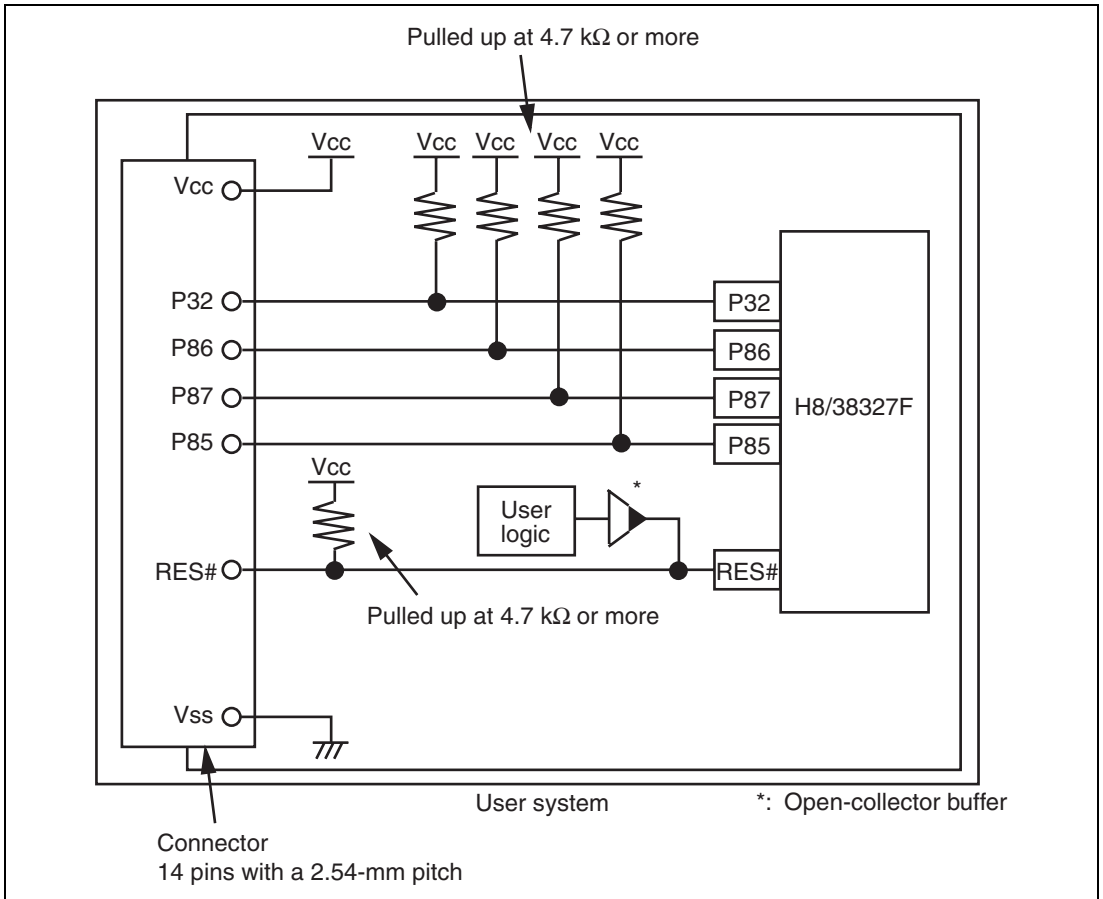 Pulled up at 4.7 kΩ or more
Vcc
Vcc
Vcc
Vcc
Vcc
Vcc
P32
P32
P86
P86
P87
P87
H8/38327F
P85
P85
Vcc
*
User
logic
RES#
RES#
Pulled up at 4.7 kΩ or more
Vss
User system
*: Open-collector buffer
Connector
14 pins with a 2.54-mm pitch